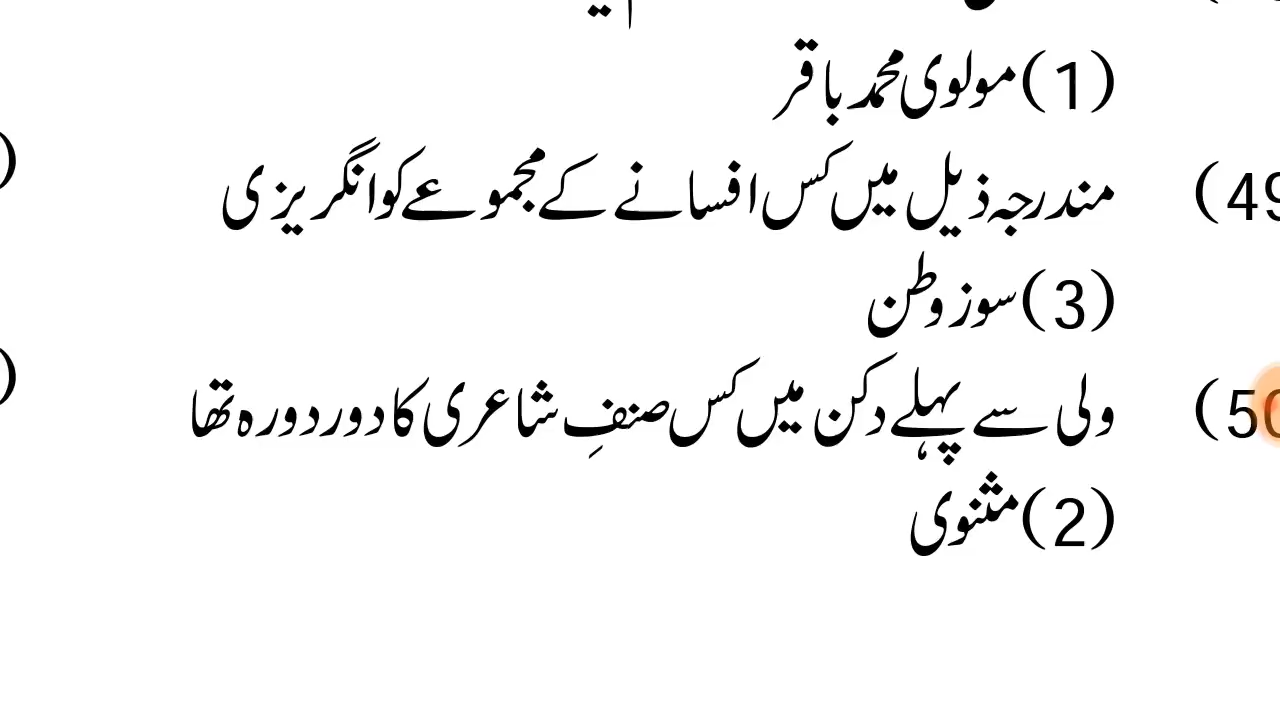 (1) مولوی محمد باقر
(49 مندرجہ ذیل میں کس افسانے کے مجموعے کو انگریزی
(3) سوز وطن
(50 ولی سے پہلے دکن میں کس صنفِ شاعری کا دور دورہ تھا
(2) مثنوی